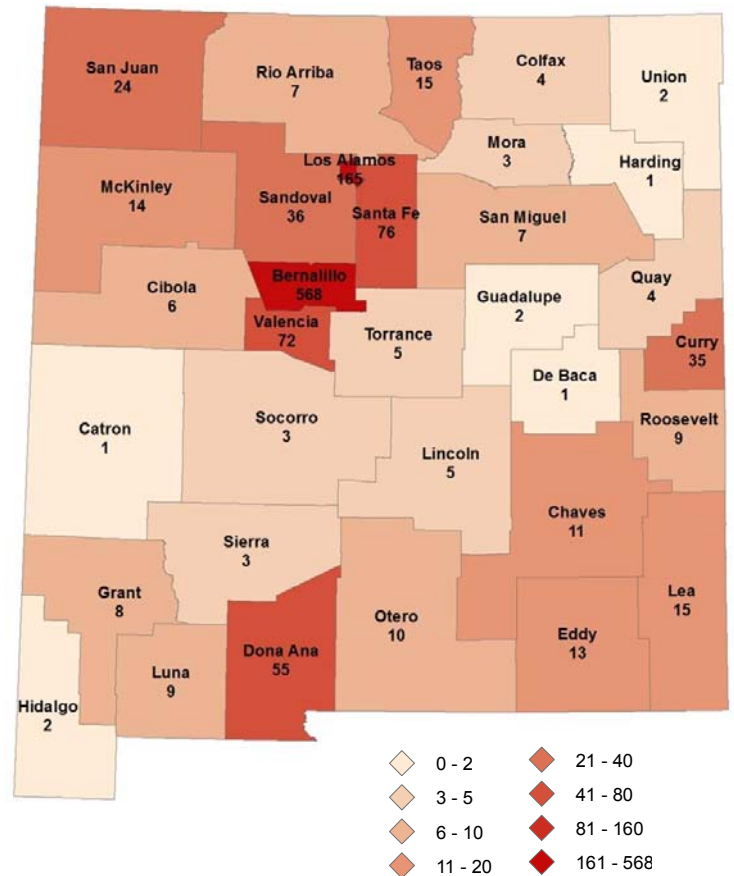 San Juan
24
Rio Arriba
7
Taos
15
Colfax
4
Union
2
Mora
3
Harding
1
Los Alamos
165
McKinley
14
Sandoval
36
Santa Fe
76
San Miguel
7
Bernalillo
568
Cibola
6
Valencia
72
Torrance
5
Guadalupe
2
Quay
4
Curry
35
De Baca
1
Roosevelt
9
Catron
1
Socorro
3
Lincoln
5
Chaves
11
Sierra
3
Grant
8
Otero
10
Lea
15
Dona Ana
55
Eddy
13
Luna
9
Hidalgo
2
0 - 2
3 - 5
6 - 10
11 - 20
21 - 40
41 - 80
81 - 160
161 - 568